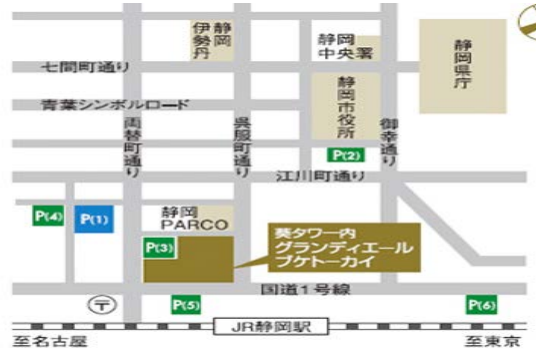 静岡
伊勢丹
静岡
中央署
静岡県庁
七間町通り
静岡市役所
青葉シンボルロード
両替町通り
呉服町通り
御幸通り
P(2)
江川町通り
P(4)
P(1)
静岡
PARCO
P(3)
葵タワー内
グランディエール
ブケトーカイ
国道1号線
〒
P(5)
P(6)
JR静岡駅
至名古屋
至東京